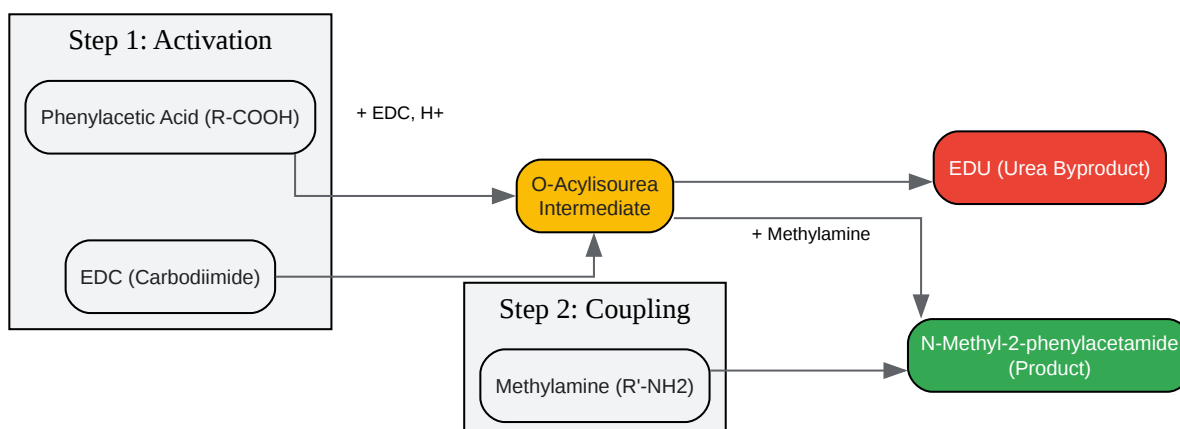 Step 1: Activation
Phenylacetic Acid (R-COOH)
+ EDC, H+
EDC (Carbodiimide)
O-Acylisourea
Intermediate
EDU (Urea Byproduct)
+ Methylamine
Step 2: Coupling
Methylamine (R'-NH2)
N-Methyl-2-phenylacetamide
(Product)